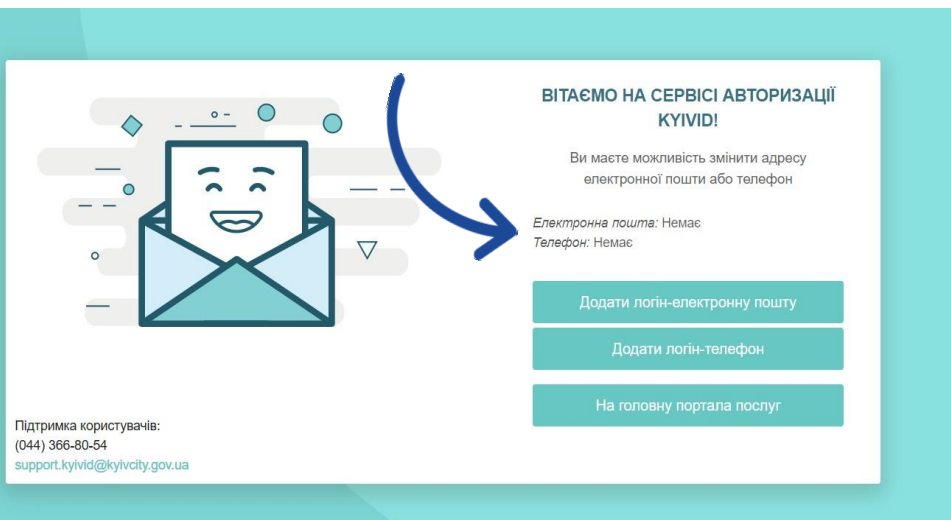 ВІТАЄМО НА СЕРВІСІ АВТОРИЗАЦІЇ
KYIVID!
Ви маєте можливість змінити адресу
електронної пошти або телефон
Електронна пошта: Немає
Телефон: Немає
Додати логін-електронну пошту
Додати логін-телефон
На головну портала послуг
Підтримка користувачів:
(044) 366-80-54
support.kyivid@kyivcity.gov.ua